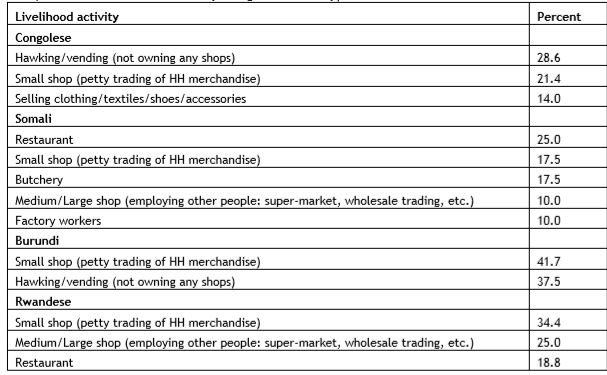 Livelihood activity Percent
Congolese
Hawking/vending (not owning any shops) 28.6
Small shop (petty trading of HH merchandise) 21.4
Selling clothing/textiles/shoes/accessories 14.0
Somali
Restaurant 25.0
Small shop (petty trading of HH merchandise) 17.5
Butchery 17.5
Medium/Large shop (employing other people: super-market, wholesale trading, etc.) 10.0
Factory workers 10.0
Burundi
Small shop (petty trading of HH merchandise) 41.7
Hawking/vending (not owning any shops) 37.5
Rwandese
Small shop (petty trading of HH merchandise) 34.4
Medium/Large shop (employing other people: super-market, wholesale trading, etc.) 25.0
Restaurant 18.8